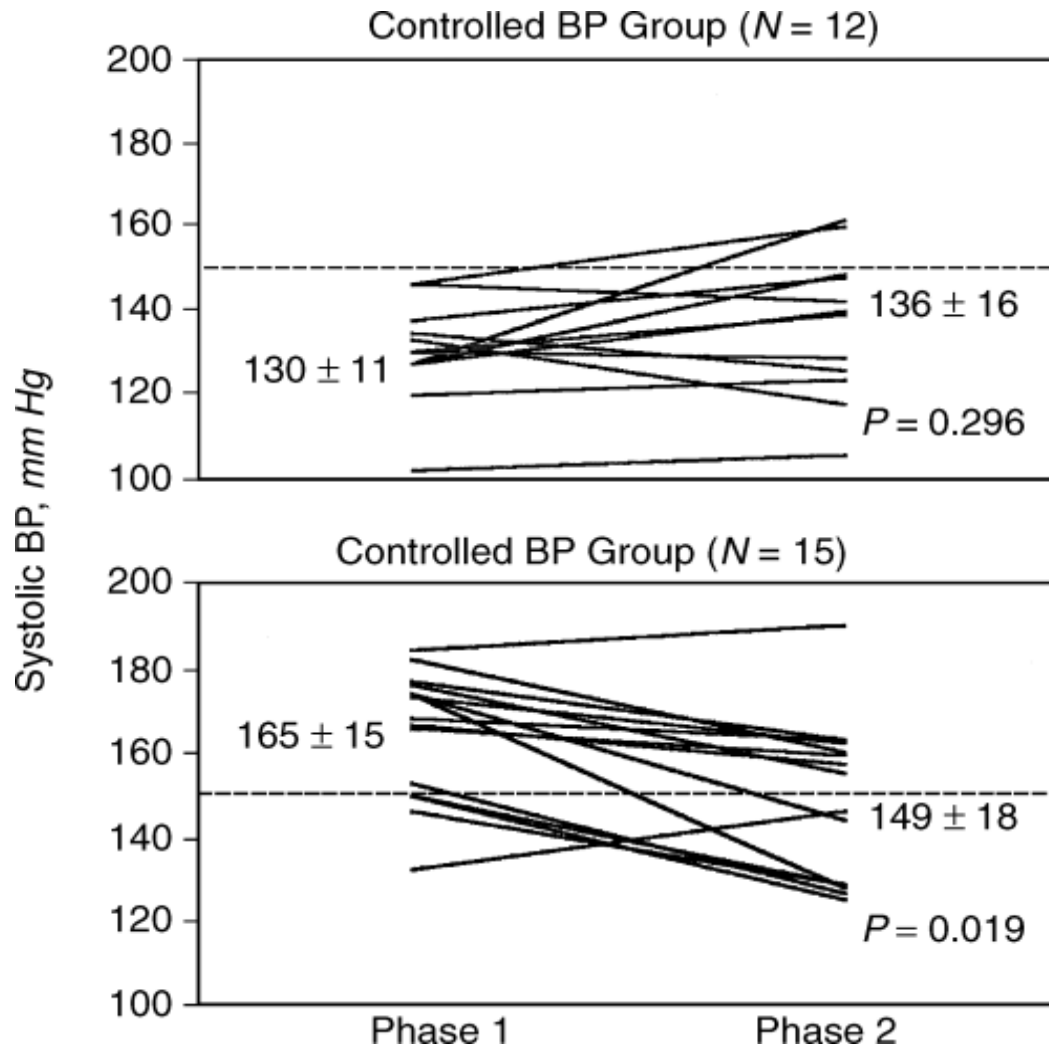 Controlled BP Group (N = 12)
200
180
160
140
120
100
130 ± 11
136 ± 16
P = 0.296
Systolic BP, mm Hg
Controlled BP Group (N = 15)
200
180
160
140
120
100
165 ± 15
149 ± 18
P = 0.019
Phase 1
Phase 2